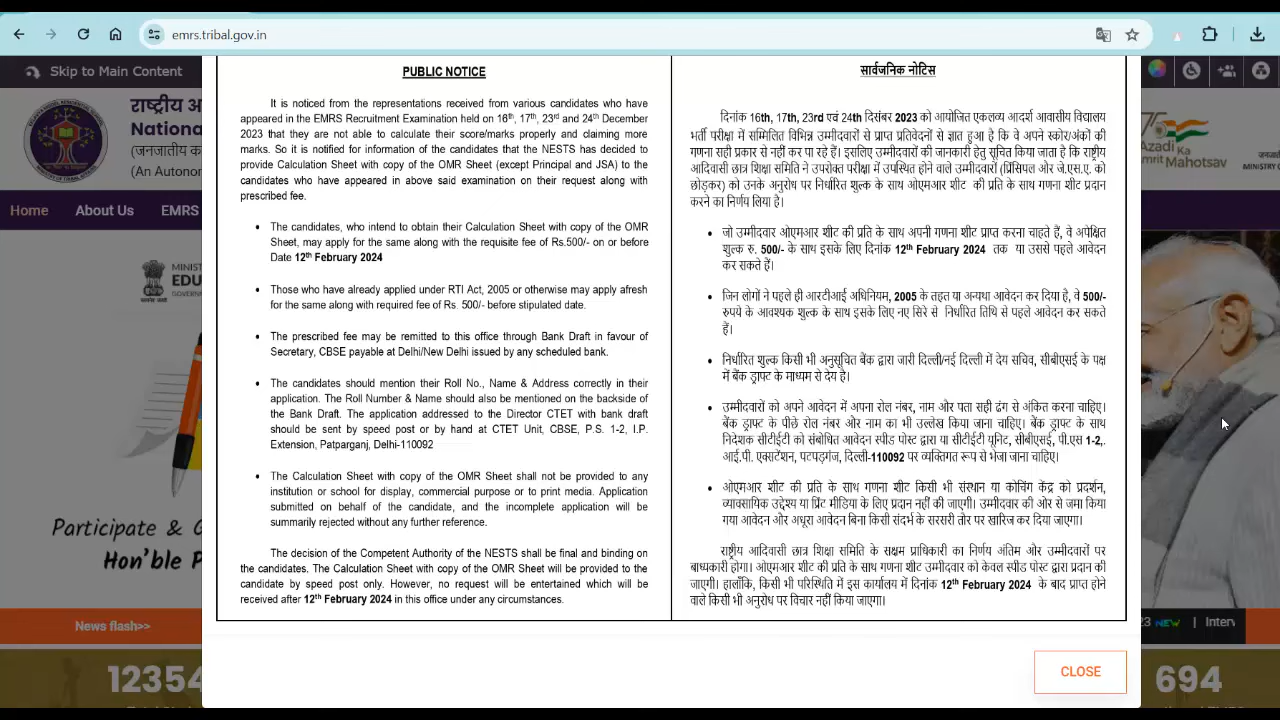 emrs.tribal.gov.in
Skip to Main Content
राष्ट्रीय अ
National
(जनजातीय क
(An Autonom
Home About Us EMRS
MINIS
EDU
GOVERN
Participate & G
Hon'ble P
News flash>>
12354
PUBLIC NOTICE
It is noticed from the representations received from various candidates who have
appeared in the EMRS Recruitment Examination held on 16th, 17th, 23rd and 24th December
2023 that they are not able to calculate their score/marks properly and claiming more
marks. So it is notified for information of the candidates that the NESTS has decided to
provide Calculation Sheet with copy of the OMR Sheet (except Principal and JSA) to the
candidates who have appeared in above said examination on their request along with
prescribed fee.
• The candidates, who intend to obtain their Calculation Sheet with copy of the OMR
Sheet, may apply for the same along with the requisite fee of Rs.500/- on or before
Date 12th February 2024
• Those who have already applied under RTI Act, 2005 or otherwise may apply afresh
for the same along with required fee of Rs. 500/- before stipulated date.
• The prescribed fee may be remitted to this office through Bank Draft in favour of
Secretary, CBSE payable at Delhi/New Delhi issued by any scheduled bank.
• The candidates should mention their Roll No., Name & Address correctly in their
application. The Roll Number & Name should also be mentioned on the backside of
the Bank Draft. The application addressed to the Director CTET with bank draft
should be sent by speed post or by hand at CTET Unit, CBSE, P.S. 1-2, I.P.
Extension, Patparganj, Delhi-110092
• The Calculation Sheet with copy of the OMR Sheet shall not be provided to any
institution or school for display, commercial purpose or to print media. Application
submitted on behalf of the candidate, and the incomplete application will be
summarily rejected without any further reference.
The decision of the Competent Authority of the NESTS shall be final and binding on
the candidates. The Calculation Sheet with copy of the OMR Sheet will be provided to the
candidate by speed post only. However, no request will be entertained which will be
received after 12th February 2024 in this office under any circumstances.
सार्वजनिक नोटिस
दिनांक 16th, 17th, 23rd एवं 24th दिसंबर 2023 को आयोजित एकलव्य आदर्श आवासीय विद्यालय
भर्ती परीक्षा में सम्मिलित विभिन्न उम्मीदवारों से प्राप्त प्रतिवेदनों से ज्ञात हुआ है कि वे अपने स्कोर/अंकों की
गणना सही प्रकार से नहीं कर पा रहे हैं। इसलिए उम्मीदवारों की जानकारी हेतु सूचित किया जाता है कि राष्ट्रीय
आदिवासी छात्र शिक्षा समिति ने उपरोक्त परीक्षा में उपस्थित होने वाले उम्मीदवारों (प्रिंसिपल और जे.एस.ए. को
छोड़कर) को उनके अनुरोध पर निर्धारित शुल्क के साथ ओएमआर शीट की प्रति के साथ गणना शीट प्रदान
करने का निर्णय लिया है।
• जो उम्मीदवार ओएमआर शीट की प्रति के साथ अपनी गणना शीट प्राप्त करना चाहते हैं, वे अपेक्षित
शुल्क रु. 500/- के साथ इसके लिए दिनांक 12th February 2024 तक या उससे पहले आवेदन
कर सकते हैं।
• जिन लोगों ने पहले ही आरटीआई अधिनियम, 2005 के तहत या अन्यथा आवेदन कर दिया है, वे 500/-
रुपये के आवश्यक शुल्क के साथ इसके लिए नए सिरे से निर्धारित तिथि से पहले आवेदन कर सकते
हैं।
• निर्धारित शुल्क किसी भी अनुसूचित बैंक द्वारा जारी दिल्ली/नई दिल्ली में देय सचिव, सीबीएसई के पक्ष
में बैंक ड्राफ्ट के माध्यम से देय है।
• उम्मीदवारों को अपने आवेदन में अपना रोल नंबर, नाम और पता सही ढंग से अंकित करना चाहिए।
बैंक ड्राफ्ट के पीछे रोल नंबर और नाम का भी उल्लेख किया जाना चाहिए। बैंक ड्राफ्ट के साथ
निदेशक सीटीईटी को संबोधित आवेदन स्पीड पोस्ट द्वारा या सीटीईटी यूनिट, सीबीएसई, पी.एस 1-2,.
आई.पी. एक्सटेंशन, पटपड़गंज, दिल्ली-110092 पर व्यक्तिगत रूप से भेजा जाना चाहिए।
• ओएमआर शीट की प्रति के साथ गणना शीट किसी भी संस्थान या कोचिंग केंद्र को प्रदर्शन,
व्यावसायिक उद्देश्य या प्रिंट मीडिया के लिए प्रदान नहीं की जाएगी। उम्मीदवार की ओर से जमा किया
गया आवेदन और अधूरा आवेदन बिना किसी संदर्भ के सरसरी तौर पर खारिज कर दिया जाएगा।
राष्ट्रीय आदिवासी छात्र शिक्षा समिति के सक्षम प्राधिकारी का निर्णय अंतिम और उम्मीदवारों पर
बाध्यकारी होगा। ओएमआर शीट की प्रति के साथ गणना शीट उम्मीदवार को केवल स्पीड पोस्ट द्वारा प्रदान की
जाएगी। हालाँकि, किसी भी परिस्थिति में इस कार्यालय में दिनांक 12th February 2024 के बाद प्राप्त होने
वाले किसी भी अनुरोध पर विचार नहीं किया जाएगा।
CLOSE
Azadi Ka
Amrit Mahotsav
MINISTRY O
23 NEW | Interv
694